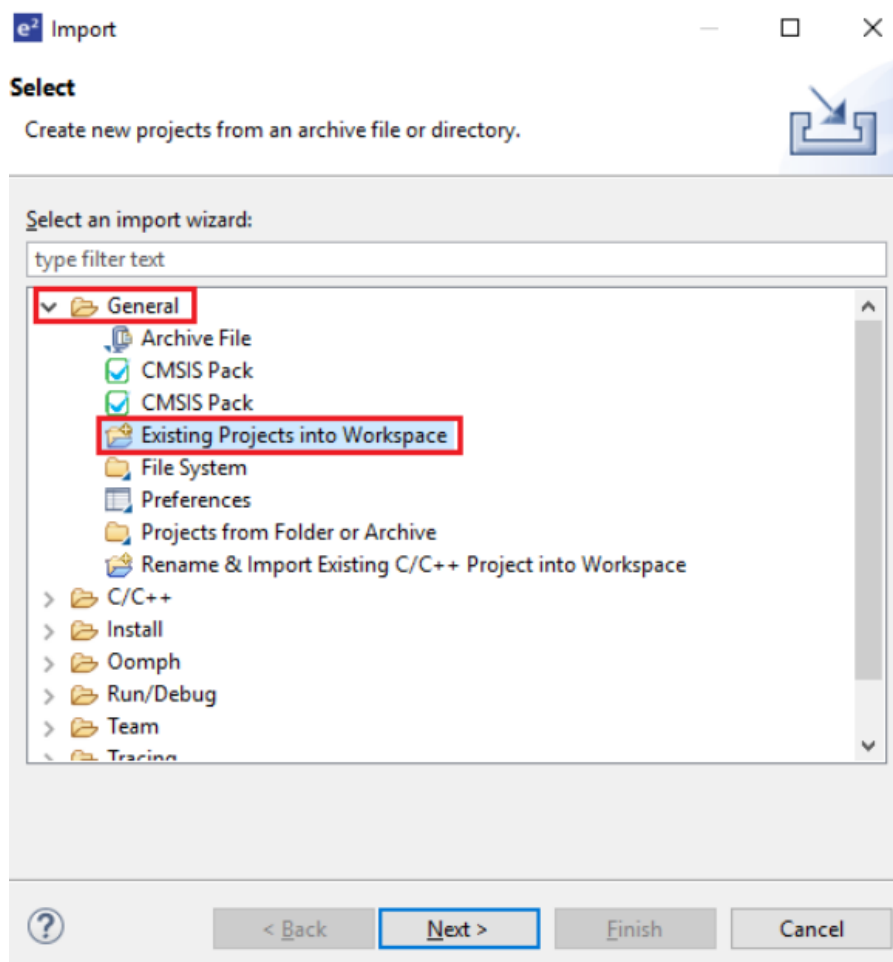 e² Import
Select
Create new projects from an archive file or directory.
Select an import wizard:
type filter text
General
Archive File
CMSIS Pack
CMSIS Pack
Existing Projects into Workspace
File System
Preferences
Projects from Folder or Archive
Rename & Import Existing C/C++ Project into Workspace
C/C++
Install
Oomph
Run/Debug
Team
Tracing
? < Back Next > Finish Cancel